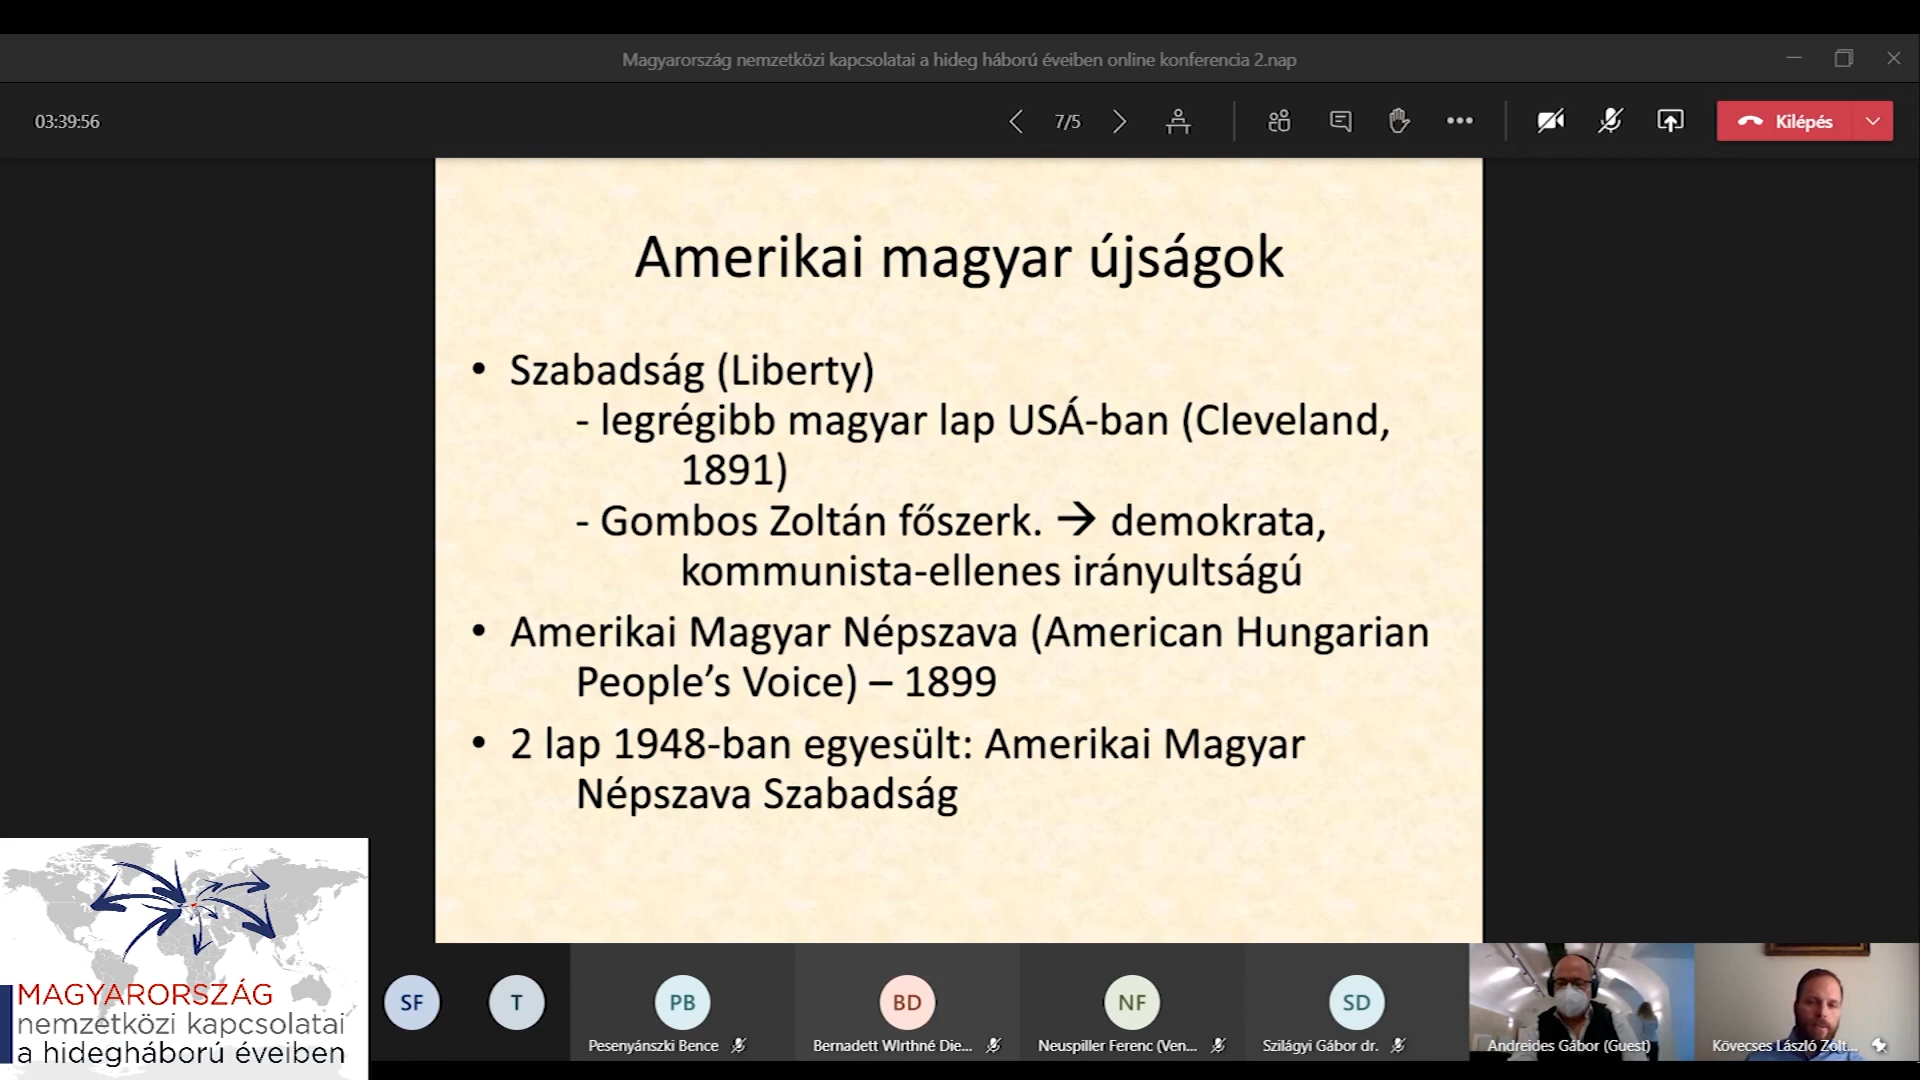 Magyarország nemzetközi kapcsolatai a hideg háború éveiben online konferencia 2.nap
03:39:56
7/5
Kilépés
Amerikai magyar újságok
• Szabadság (Liberty)
- legrégibb magyar lap USÁ-ban (Cleveland,
1891)
- Gombos Zoltán főszerk. → demokrata,
kommunista-ellenes irányultságú
• Amerikai Magyar Népszava (American Hungarian
People's Voice) – 1899
• 2 lap 1948-ban egyesült: Amerikai Magyar
Népszava Szabadság
MAGYARORSZÁG
nemzetközi kapcsolatai
a hidegháború éveiben
SF
T
PB
BD
NF
SD
Pesenyánszki Bence
Bernadett WIrthné Die...
Neuspiller Ferenc (Ven...
Szilágyi Gábor dr.
Andreides Gábor (Guest)
Kövecses László Zolt...